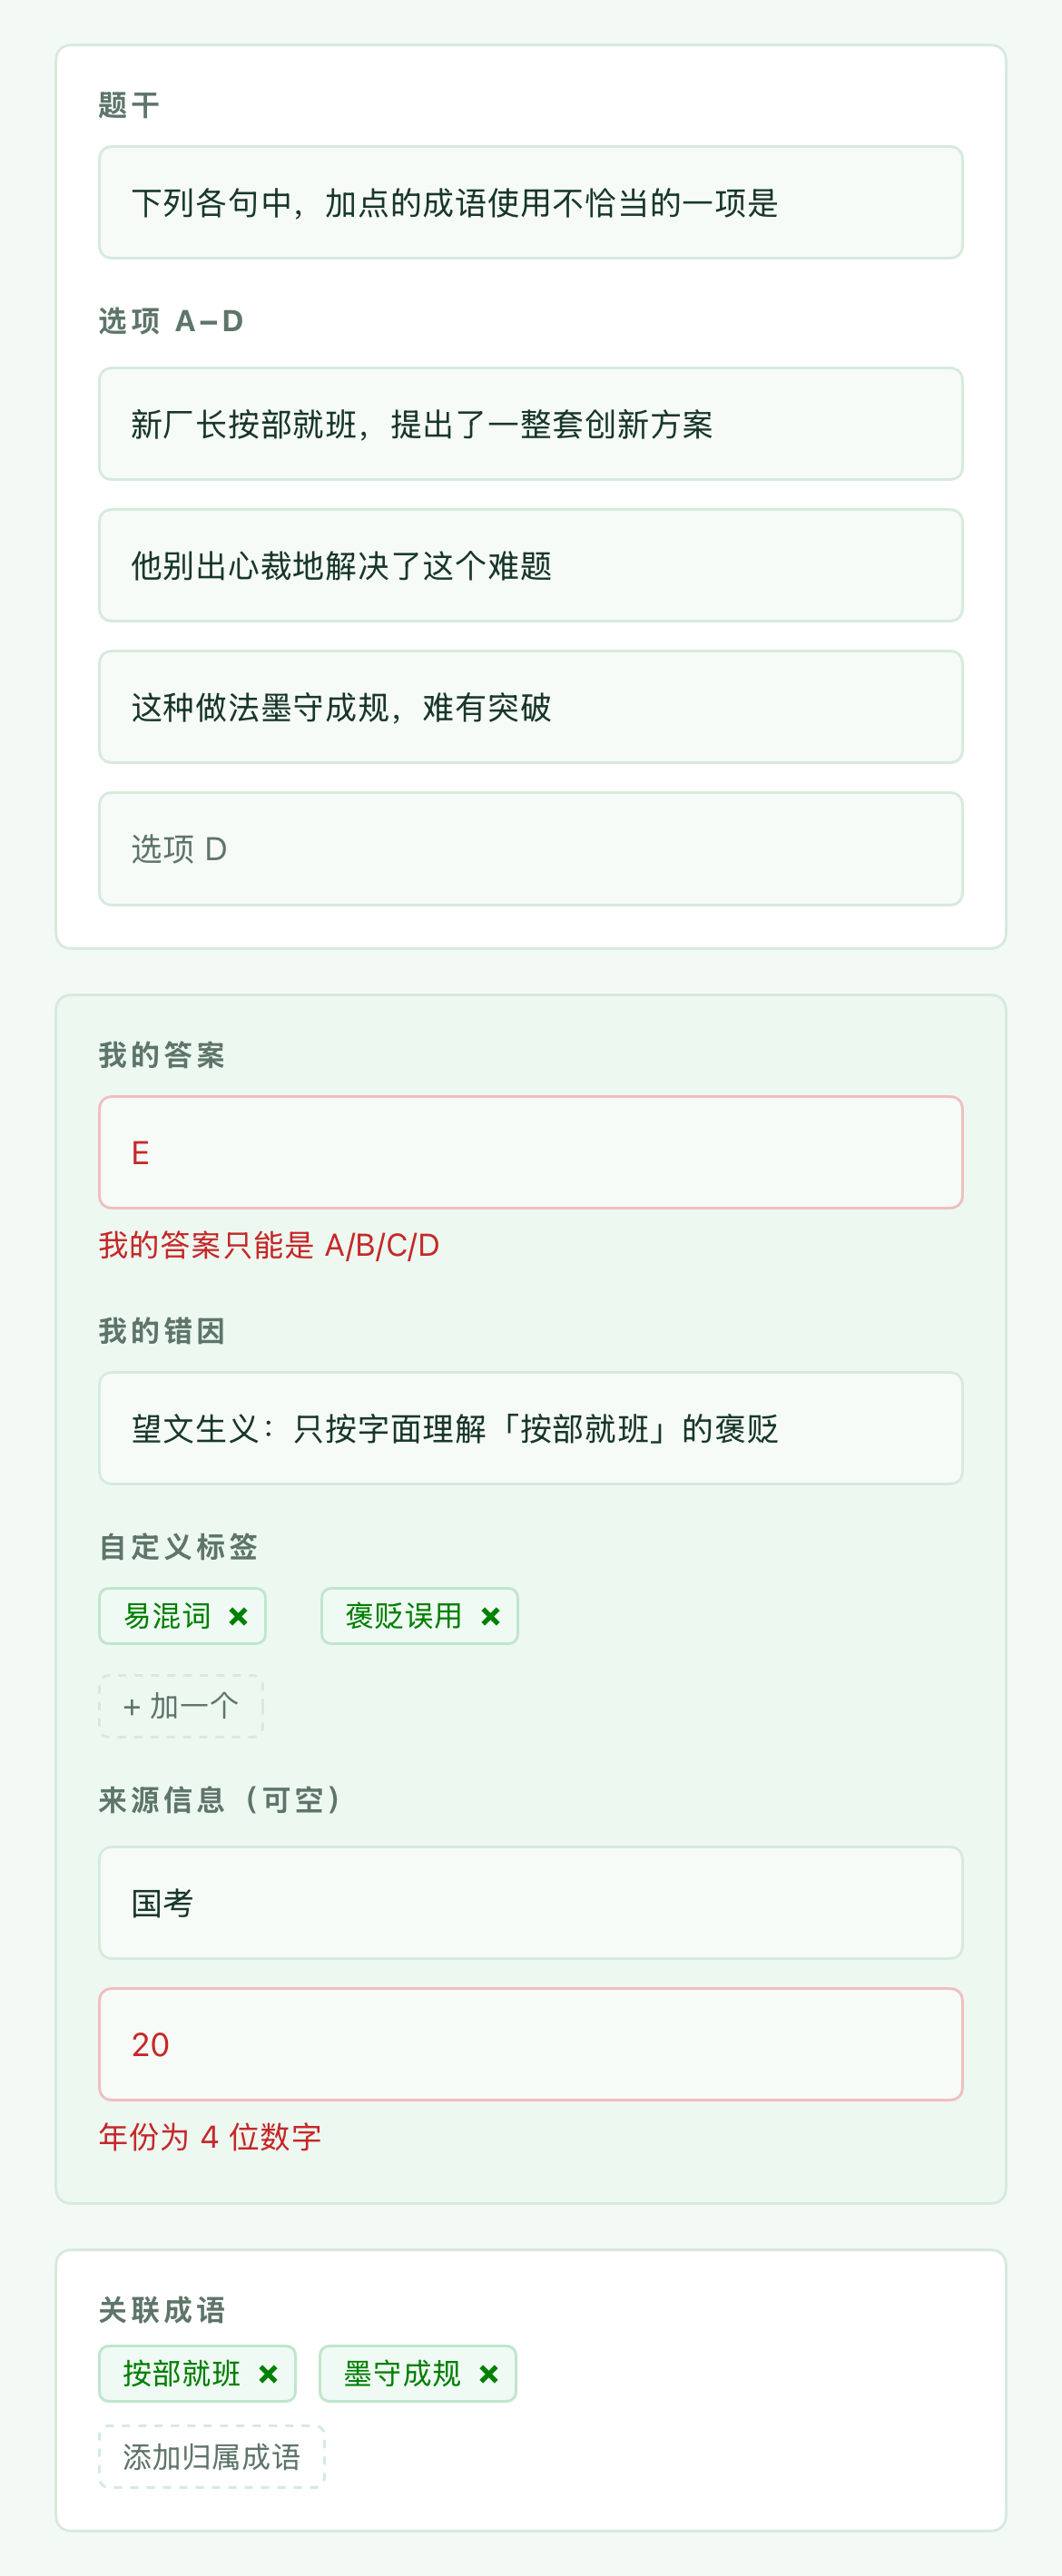 题干
下列各句中，加点的成语使用不恰当的一项是
选项 A–D
新厂长按部就班，提出了一整套创新方案
他别出心裁地解决了这个难题
这种做法墨守成规，难有突破
选项 D
我的答案
E
我的答案只能是 A/B/C/D
我的错因
望文生义：只按字面理解「按部就班」的褒贬
自定义标签
易混词 × 褒贬误用 ×
+ 加一个
来源信息（可空）
国考
20
年份为 4 位数字
关联成语
按部就班 × 墨守成规 ×
添加归属成语